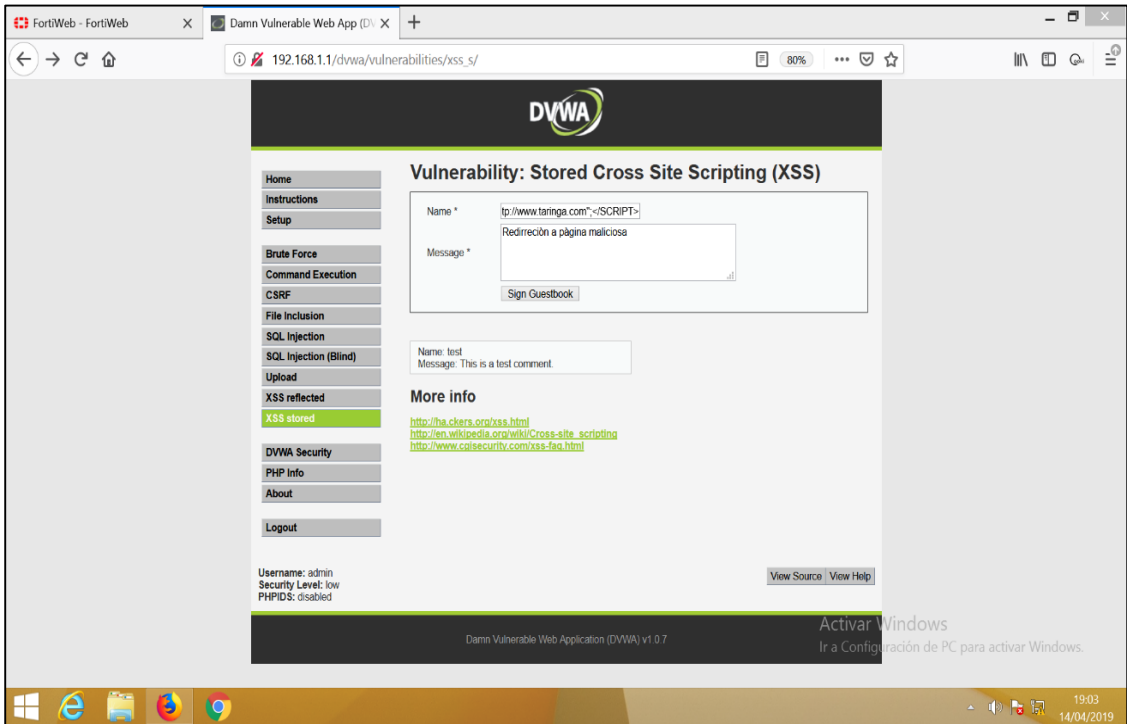 FortiWeb - FortiWeb
Damn Vulnerable Web App (DV
192.168.1.1/dvwa/vulnerabilities/xss_s/
80%
DVWA
Vulnerability: Stored Cross Site Scripting (XSS)
Home
Instructions
Setup
Brute Force
Command Execution
CSRF
File Inclusion
SQL Injection
SQL Injection (Blind)
Upload
XSS reflected
XSS stored
DVWA Security
PHP Info
About
Logout
Name *
tp://www.taringa.com";</SCRIPT>
Message *
Redirreciòn a pàgina maliciosa
Sign Guestbook
Name: test
Message: This is a test comment.
More info
http://ha.ckers.org/xss.html
http://en.wikipedia.org/wiki/Cross-site_scripting
http://www.cgisecurity.com/xss-faq.html
Username: admin
Security Level: low
PHPIDS: disabled
View Source
View Help
Damn Vulnerable Web Application (DVWA) v1.0.7
Activar Windows
Ir a Configuración de PC para activar Windows.
19:03
14/04/2019